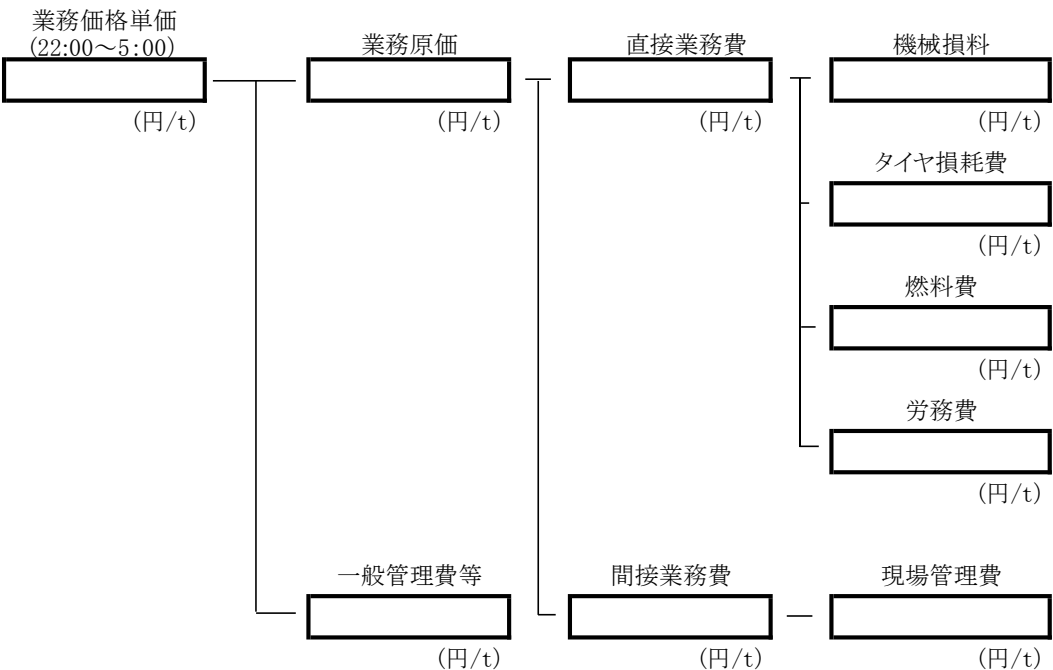 業務価格単価
(22:00～5:00)
業務原価
直接業務費
機械損料
(円/t)
(円/t)
(円/t)
(円/t)
タイヤ損耗費
(円/t)
燃料費
(円/t)
労務費
(円/t)
一般管理費等
間接業務費
現場管理費
(円/t)
(円/t)
(円/t)